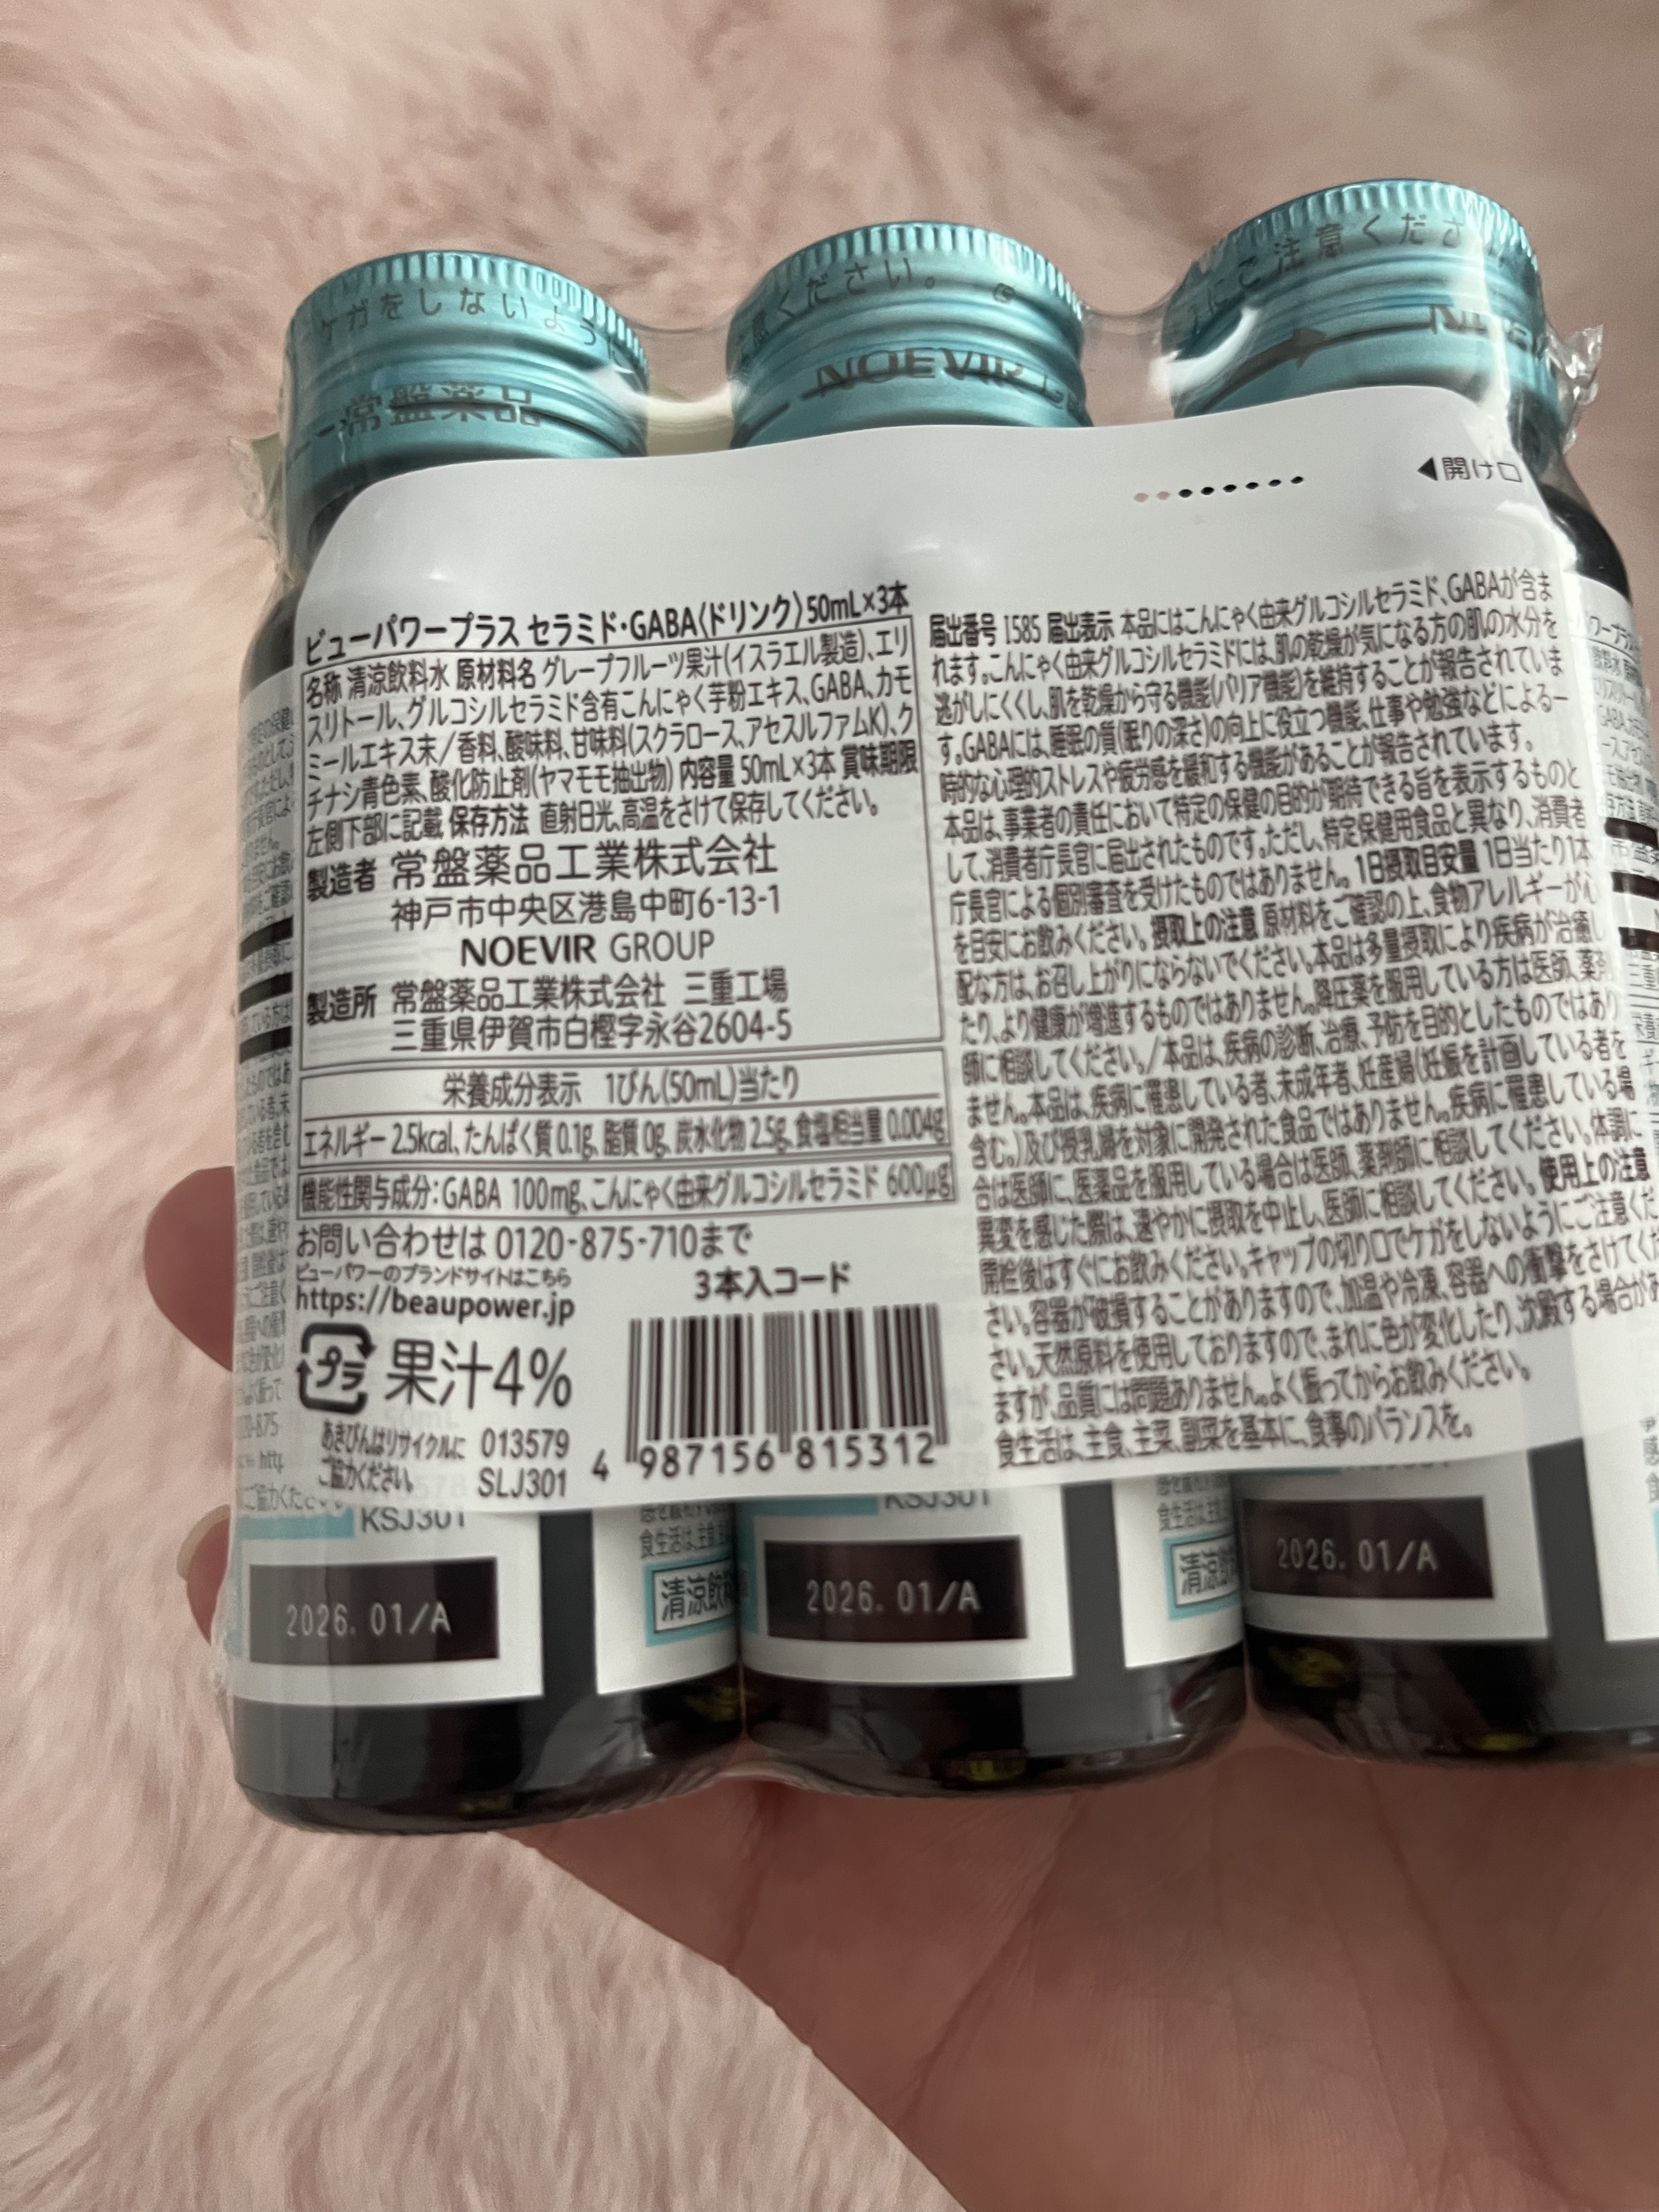 ケガをしないように
常盤薬品
意ください。
NOEVIR
にご注意くださ
◀開け口
ビューパワープラス セラミド・GABA〈ドリンク〉50mL×3本
名称 清涼飲料水 原材料名 グレープフルーツ果汁(イスラエル製造)、エリ
スリトール、グルコシルセラミド含有こんにゃく芋粉エキス、GABA、カモ
ミールエキス末/香料、酸味料、甘味料(スクラロース、アセスルファムK)、ク
チナシ青色素、酸化防止剤(ヤマモモ抽出物) 内容量 50mL×3本 賞味期限
左側下部に記載 保存方法 直射日光、高温をさけて保存してください。
製造者 常盤薬品工業株式会社
神戸市中央区港島中町6-13-1
NOEVIR GROUP
製造所 常盤薬品工業株式会社 三重工場
三重県伊賀市白樫字永谷2604-5
栄養成分表示 1びん(50mL)当たり
エネルギー 2.5kcal、たんぱく質 0.1g、脂質 0g、炭水化物 2.5g、食塩相当量 0.004g
機能性関与成分:GABA 100mg、こんにゃく由来グルコシルセラミド 600μg
お問い合わせは 0120-875-710まで
ビューパワーのブランドサイトはこちら
https://beaupower.jp
プラ
果汁4%
あきびんはリサイクルに
ご協力ください。
013579
SLJ301
3本入コード
4 987156 815312
届出番号 I585 届出表示 本品にはこんにゃく由来グルコシルセラミド、GABAが含ま
れます。こんにゃく由来グルコシルセラミドには、肌の乾燥が気になる方の肌の水分を
逃がしにくくし、肌を乾燥から守る機能(バリア機能)を維持することが報告されていま
す。GABAには、睡眠の質(眠りの深さ)の向上に役立つ機能、仕事や勉強などによる一
時的な心理的ストレスや疲労感を緩和する機能があることが報告されています。
本品は、事業者の責任において特定の保健の目的が期待できる旨を表示するものと
して、消費者庁長官に届出されたものです。ただし、特定保健用食品と異なり、消費者
庁長官による個別審査を受けたものではありません。 1日摂取目安量 1日当たり1本
を目安にお飲みください。 摂取上の注意 原材料をご確認の上、食物アレルギーが心
配な方は、お召し上がりにならないでください。本品は多量摂取により疾病が治癒し
たり、より健康が増進するものではありません。降圧薬を服用している方は医師、薬剤
師に相談してください。/本品は、疾病の診断、治療、予防を目的としたものではあり
ません。本品は、疾病に罹患している者、未成年者、妊産婦(妊娠を計画している者を
含む。)及び授乳婦を対象に開発された食品ではありません。疾病に罹患している場
合は医師に、医薬品を服用している場合は医師、薬剤師に相談してください。体調に
異変を感じた際は、速やかに摂取を中止し、医師に相談してください。 使用上の注意
開栓後はすぐにお飲みください。キャップの切り口でケガをしないようにご注意くだ
さい。容器が破損することがありますので、加温や冷凍、容器への衝撃をさけてくだ
さい。天然原料を使用しておりますので、まれに色が変化したり、沈殿する場合があり
ますが、品質には問題ありません。よく振ってからお飲みください。
食生活は、主食、主菜、副菜を基本に、食事のバランスを。
KSJ301
KSJ301
2026. 01/A
2026. 01/A
2026. 01/A